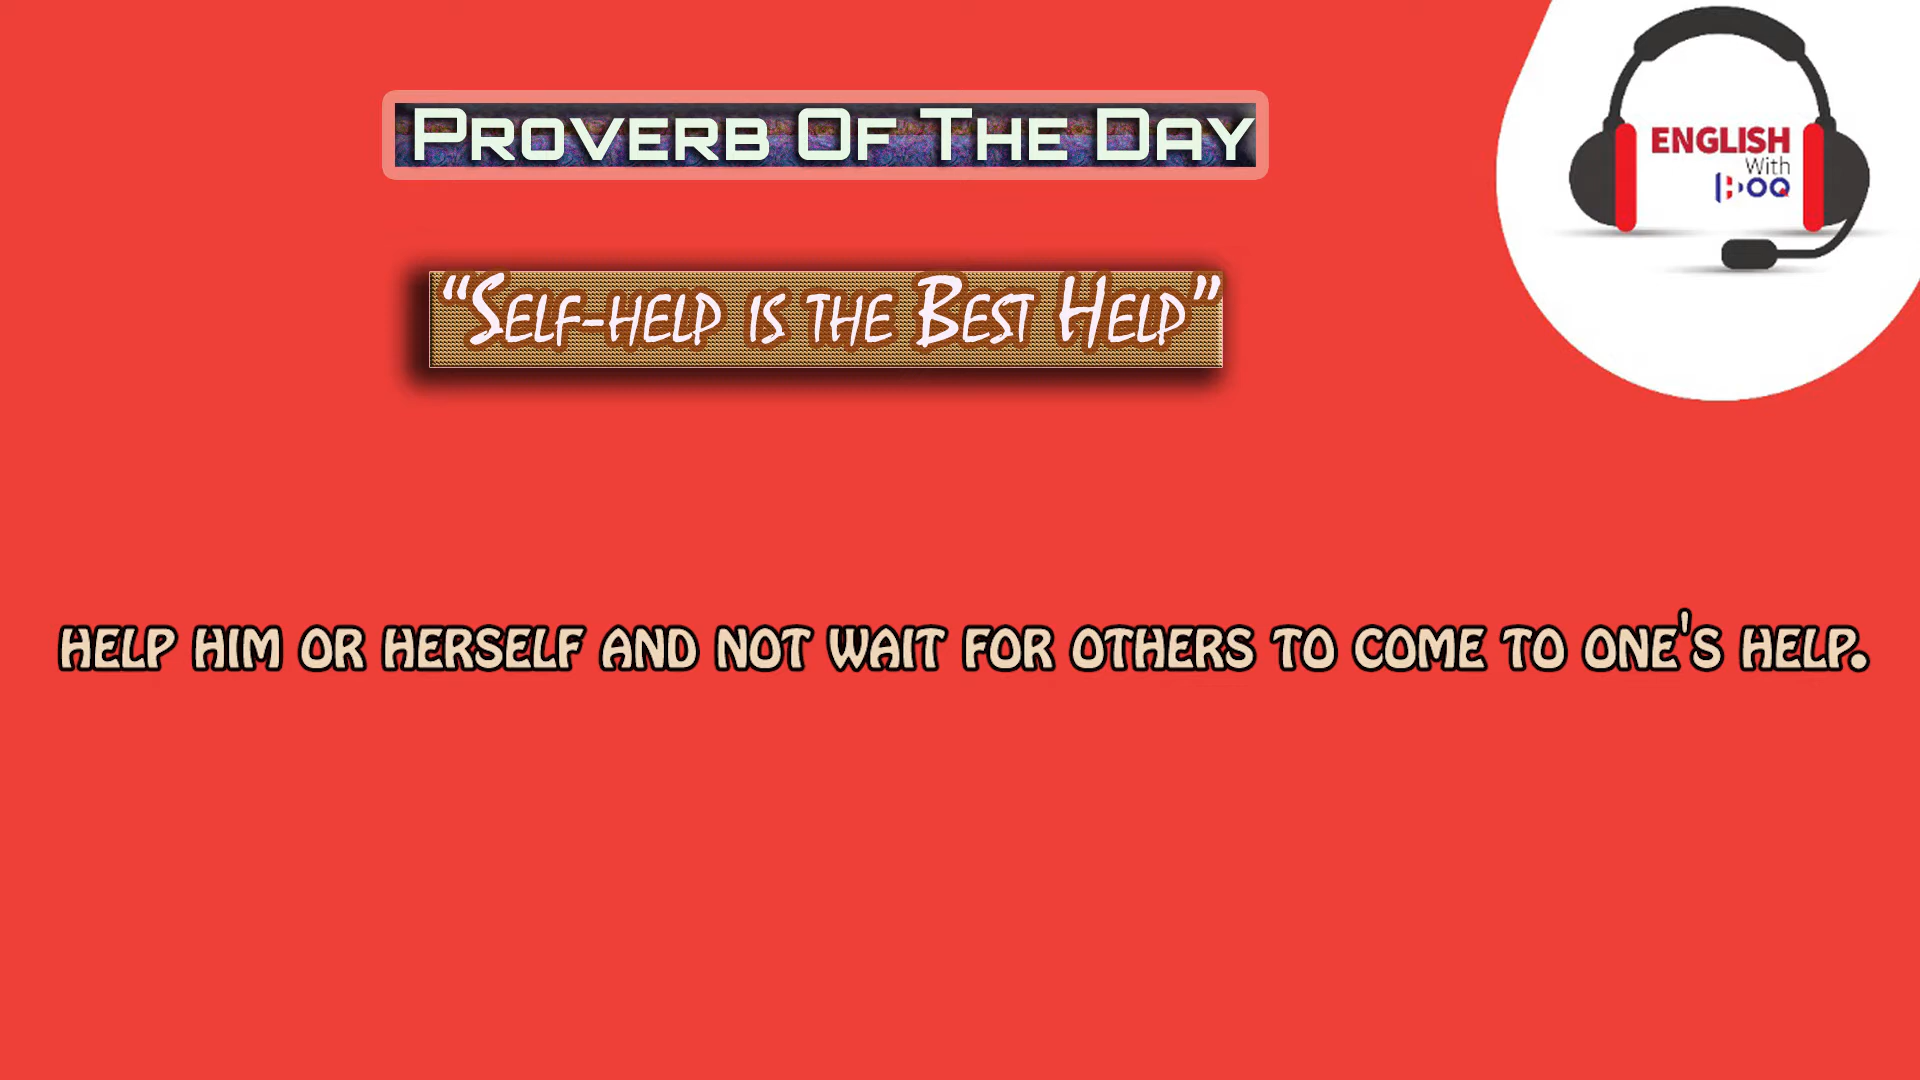 Proverb Of The Day
ENGLISH
With
“Self-help is the Best Help”
HELP HIM OR HERSELF AND NOT WAIT FOR OTHERS TO COME TO ONE'S HELP.